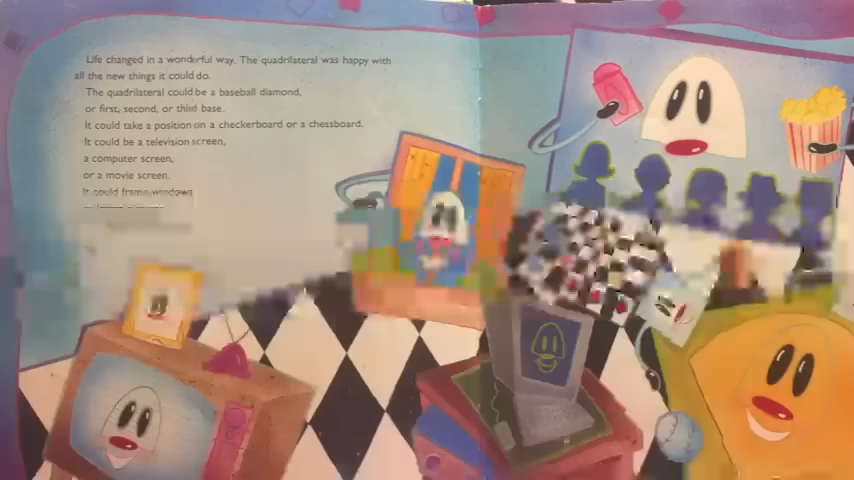 Life changed in a wonderful way. The quadrilateral was happy with
all the new things it could do.
The quadrilateral could be a baseball diamond,
or first, second, or third base.
It could take a position on a checkerboard or a chessboard.
It could be a television screen,
a computer screen,
or a movie screen.
It could frame windows